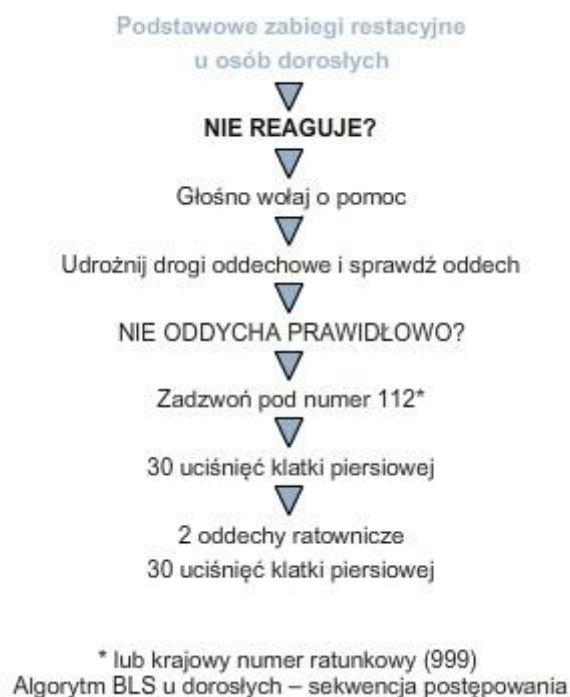 Podstawowe zabiegi restacyjne
u osób dorosłych
NIE REAGUJE?
Głośno wołaj o pomoc
Udrożnij drogi oddechowe i sprawdź oddech
NIE ODDYCHA PRAWIDŁOWO?
Zadzwoń pod numer 112*
30 uciśnięć klatki piersiowej
2 oddechy ratownicze
30 uciśnięć klatki piersiowej
* lub krajowy numer ratunkowy (999)
Algorytm BLS u dorosłych – sekwencja postępowania